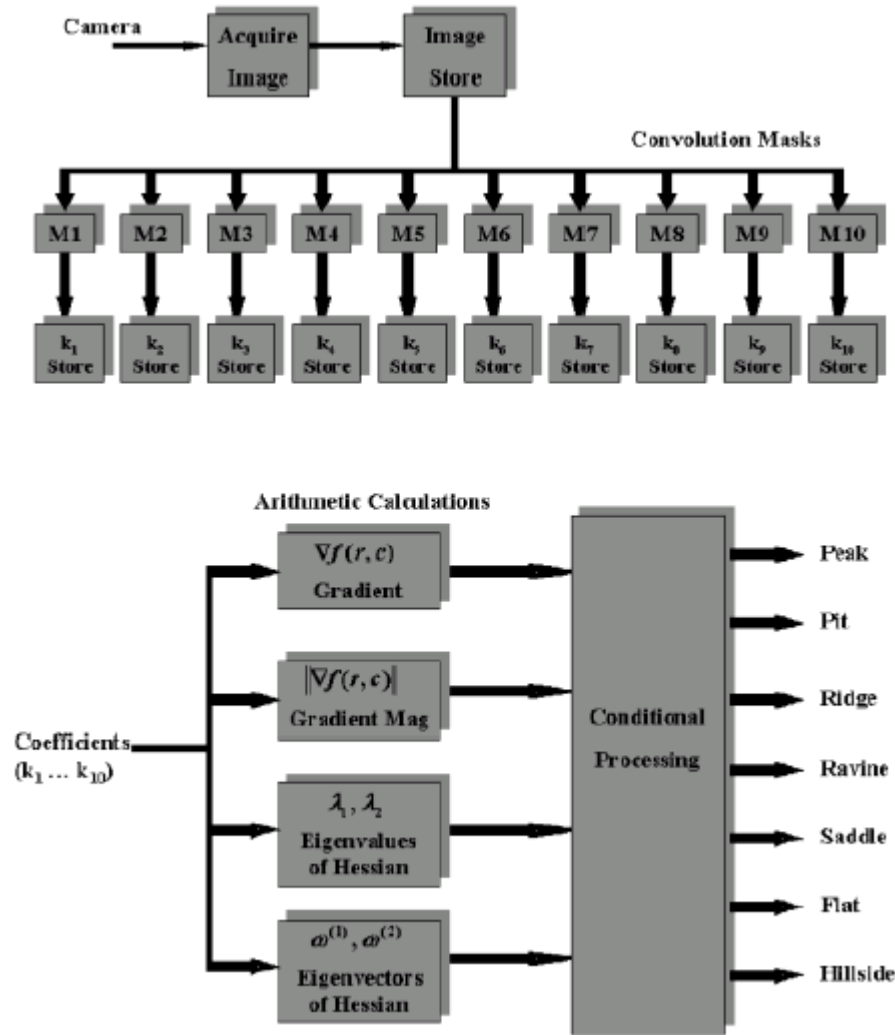 Camera
Acquire
Image
Image
Store
Convolution Masks
M1 M2 M3 M4 M5 M6 M7 M8 M9 M10
k₁ k₂ k₃ k₄ k₅ k₆ k₇ k₈ k₉ k₁₀
Store Store Store Store Store Store Store Store Store Store
Arithmetic Calculations
∇f(r,c)
Gradient
‖∇f(r,c)‖
Gradient Mag
λ₁, λ₂
Eigenvalues
of Hessian
ω⁽¹⁾, ω⁽²⁾
Eigenvectors
of Hessian
Coefficients
(k₁ ... k₁₀)
Conditional
Processing
Peak
Pit
Ridge
Ravine
Saddle
Flat
Hillside